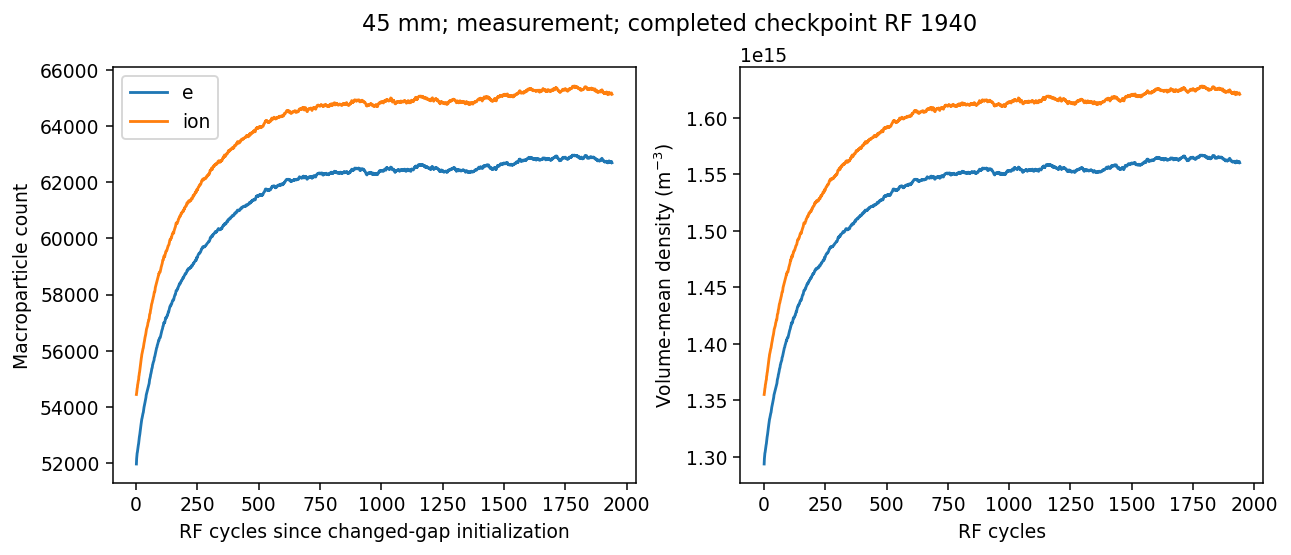 45 mm; measurement; completed checkpoint RF 1940
66000
64000
62000
60000
58000
56000
54000
52000
Macroparticle count
e
ion
0 250 500 750 1000 1250 1500 1750 2000
RF cycles since changed-gap initialization
1e15
1.60
1.55
1.50
1.45
1.40
1.35
1.30
Volume-mean density (m⁻³)
0 250 500 750 1000 1250 1500 1750 2000
RF cycles